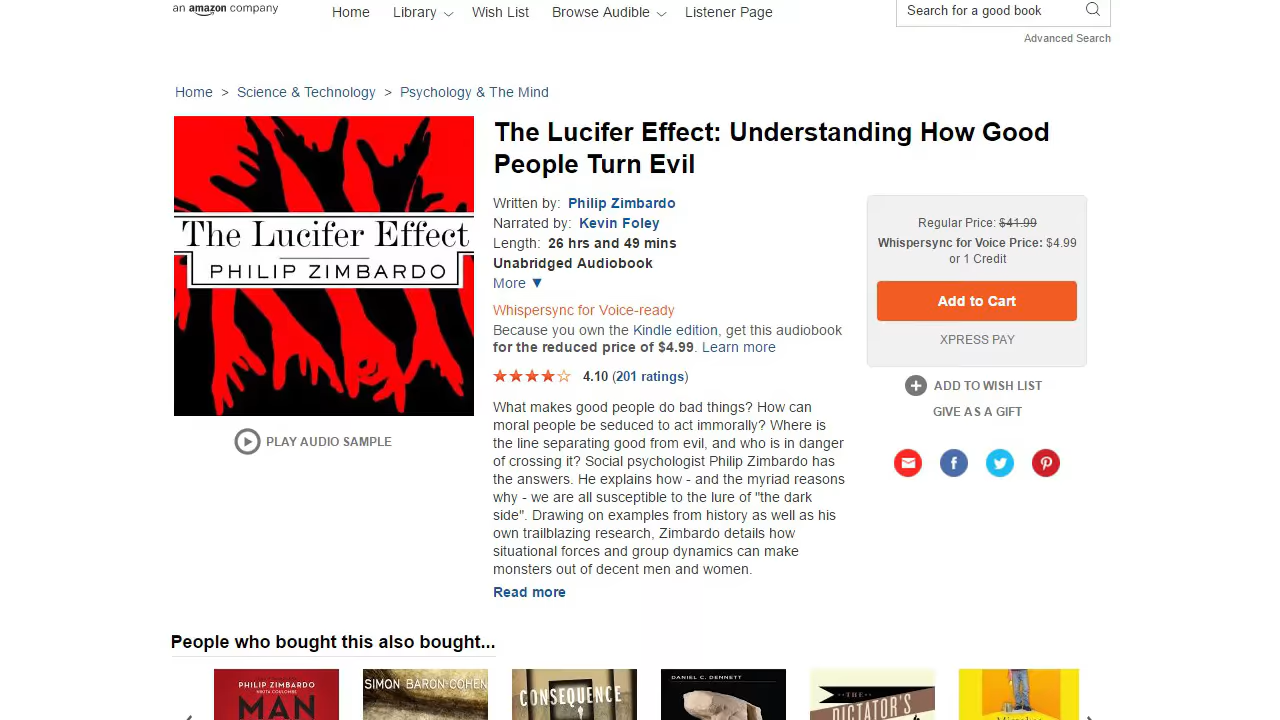 an amazon company
Home Library Wish List Browse Audible Listener Page
Search for a good book
Advanced Search
Home > Science & Technology > Psychology & The Mind
The Lucifer Effect
PHILIP ZIMBARDO
PLAY AUDIO SAMPLE
The Lucifer Effect: Understanding How Good
People Turn Evil
Written by: Philip Zimbardo
Narrated by: Kevin Foley
Length: 26 hrs and 49 mins
Unabridged Audiobook
More ▼
Whispersync for Voice-ready
Because you own the Kindle edition, get this audiobook
for the reduced price of $4.99. Learn more
4.10 (201 ratings)
What makes good people do bad things? How can
moral people be seduced to act immorally? Where is
the line separating good from evil, and who is in danger
of crossing it? Social psychologist Philip Zimbardo has
the answers. He explains how - and the myriad reasons
why - we are all susceptible to the lure of "the dark
side". Drawing on examples from history as well as his
own trailblazing research, Zimbardo details how
situational forces and group dynamics can make
monsters out of decent men and women.
Read more
Regular Price: $41.99
Whispersync for Voice Price: $4.99
or 1 Credit
Add to Cart
XPRESS PAY
ADD TO WISH LIST
GIVE AS A GIFT
People who bought this also bought...
PHILIP ZIMBARDO
MAN
SIMON BARON-COHEN
CONSEQUENCE
DANIEL C. DENNETT
THE
DICTATOR'S